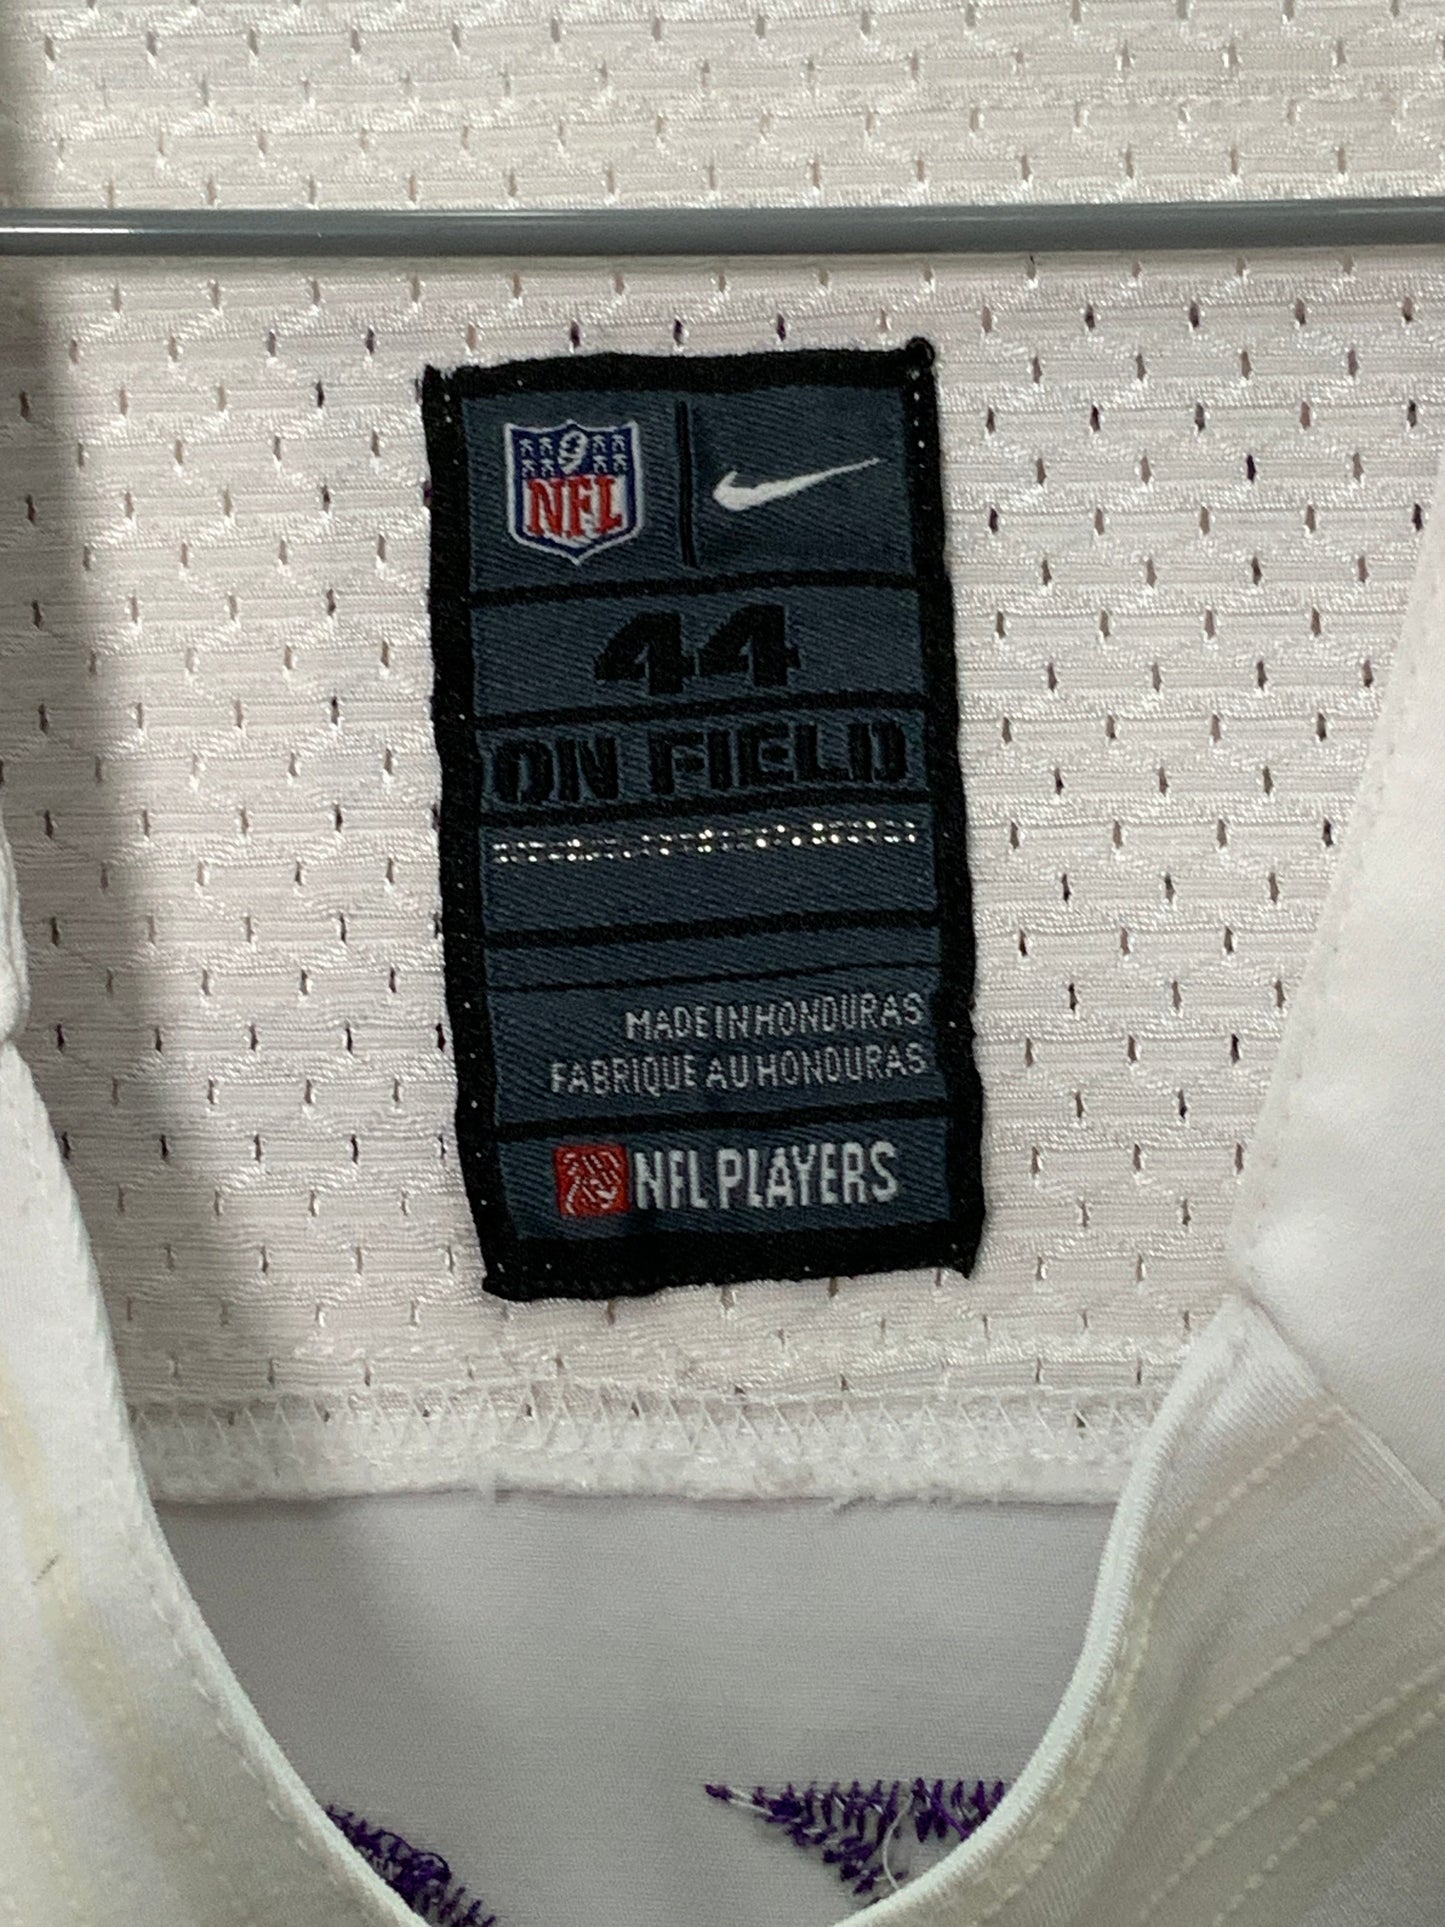 NFL
44
ON FIELD
MADE IN HONDURAS
FABRIQUE AU HONDURAS
NFL PLAYERS